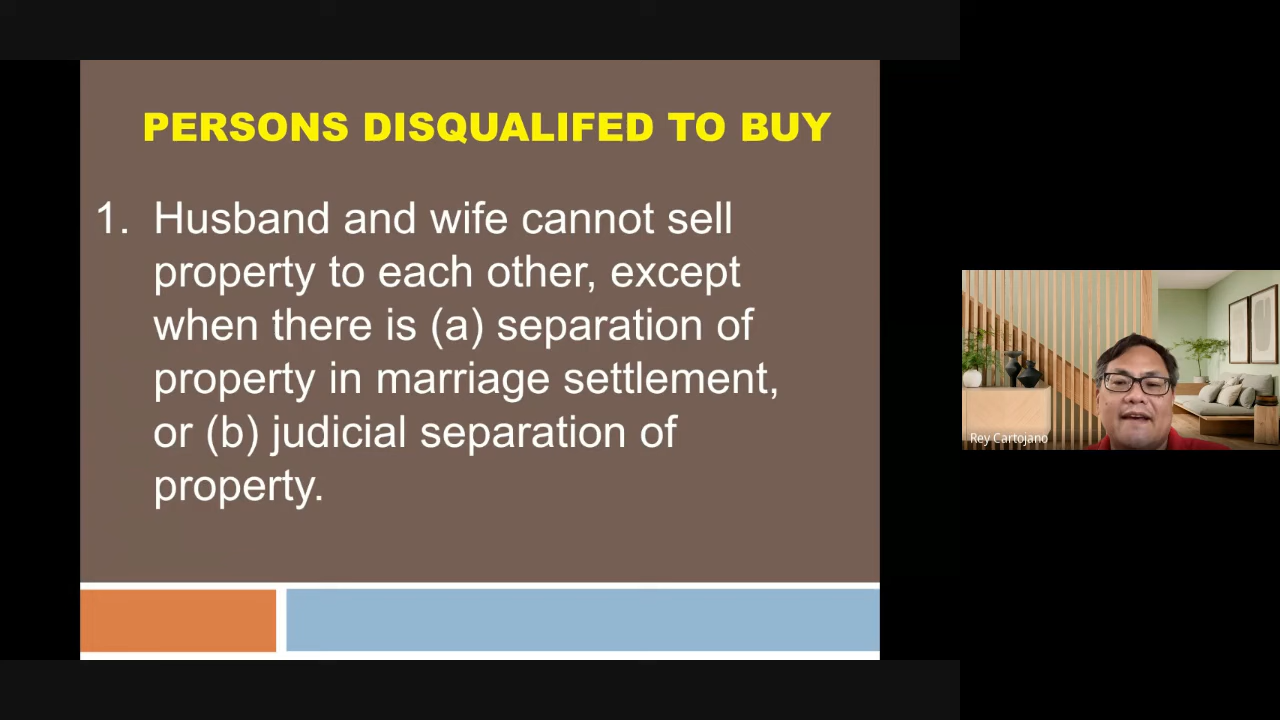 PERSONS DISQUALIFED TO BUY
1. Husband and wife cannot sell
property to each other, except
when there is (a) separation of
property in marriage settlement,
or (b) judicial separation of
property.
Rey Cartojano